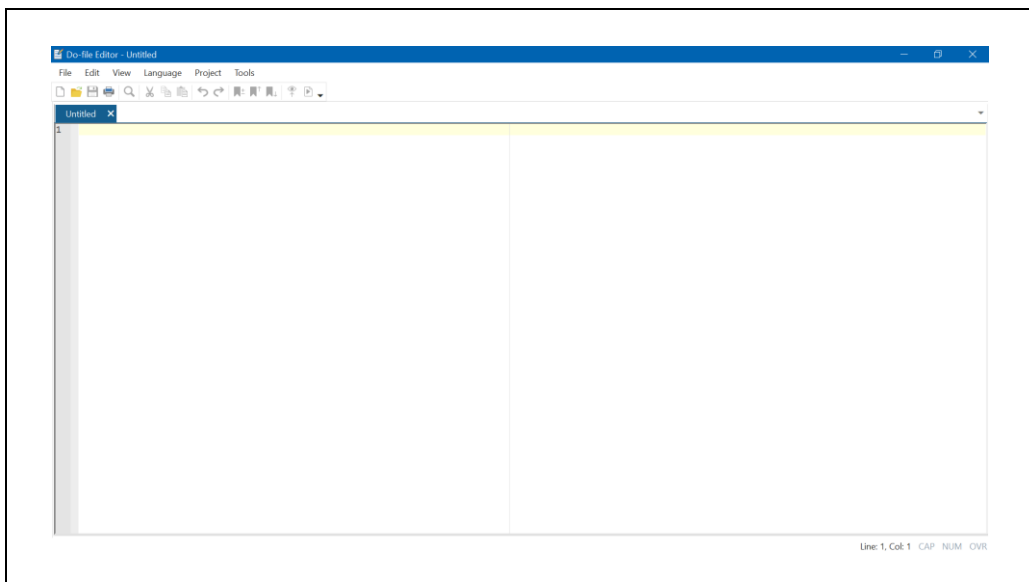 Do-file Editor - Untitled
File Edit View Language Project Tools
Untitled
1
Line: 1, Col: 1 CAP NUM OVR